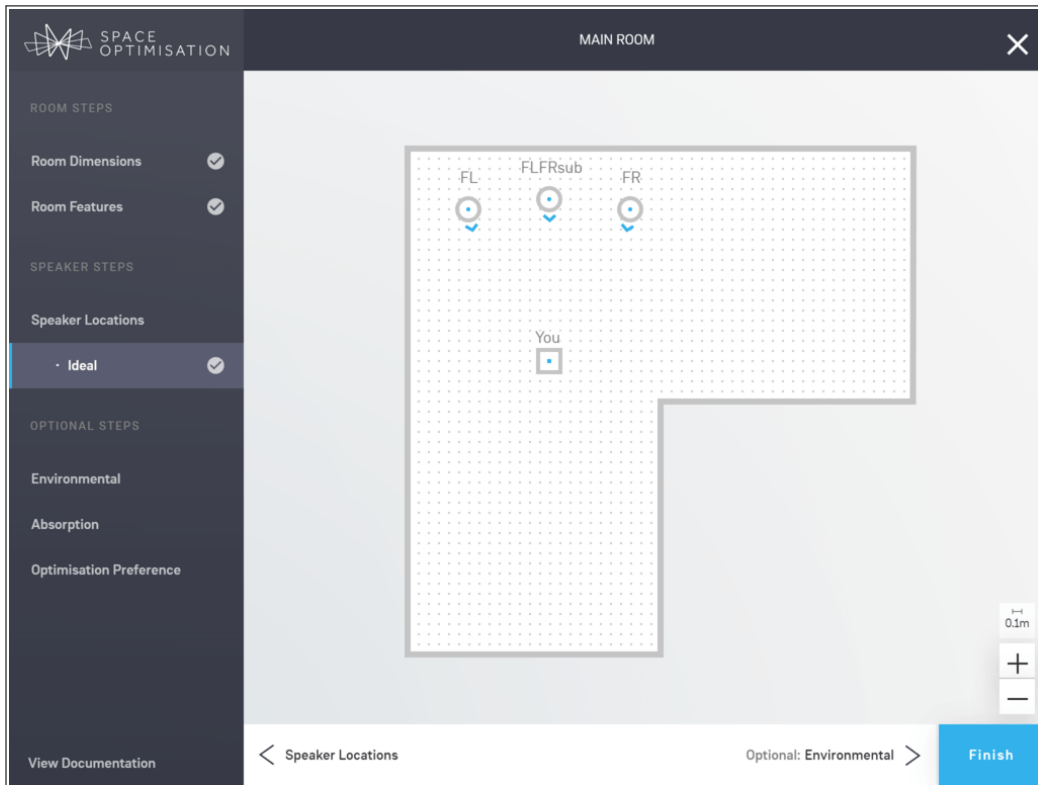 SPACE
OPTIMISATION
MAIN ROOM
ROOM STEPS
Room Dimensions
Room Features
SPEAKER STEPS
Speaker Locations
· Ideal
OPTIONAL STEPS
Environmental
Absorption
Optimisation Preference
View Documentation
FL
FLFRsub
FR
You
0.1m
Speaker Locations
Optional: Environmental
Finish